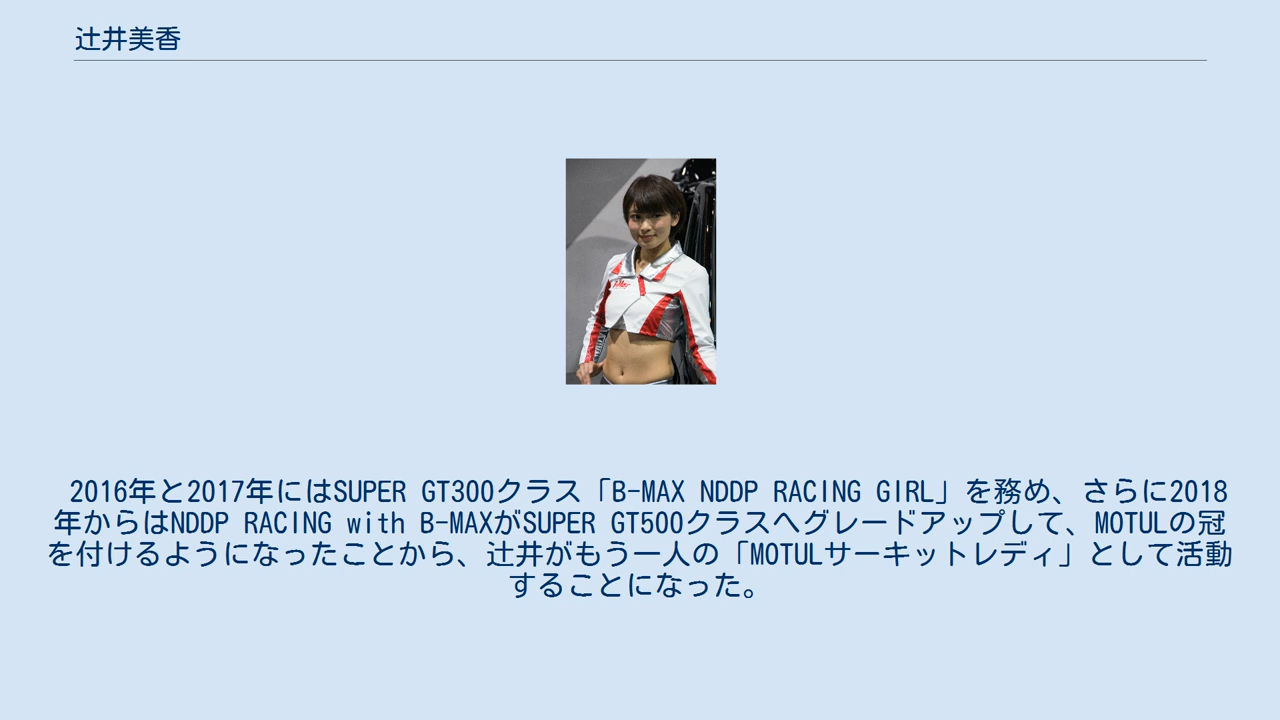 辻井美香
2016年と2017年にはSUPER GT300クラス「B-MAX NDDP RACING GIRL」を務め、さらに2018
年からはNDDP RACING with B-MAXがSUPER GT500クラスへグレードアップして、MOTULの冠
を付けるようになったことから、辻井がもう一人の「MOTULサーキットレディ」として活動
することになった。